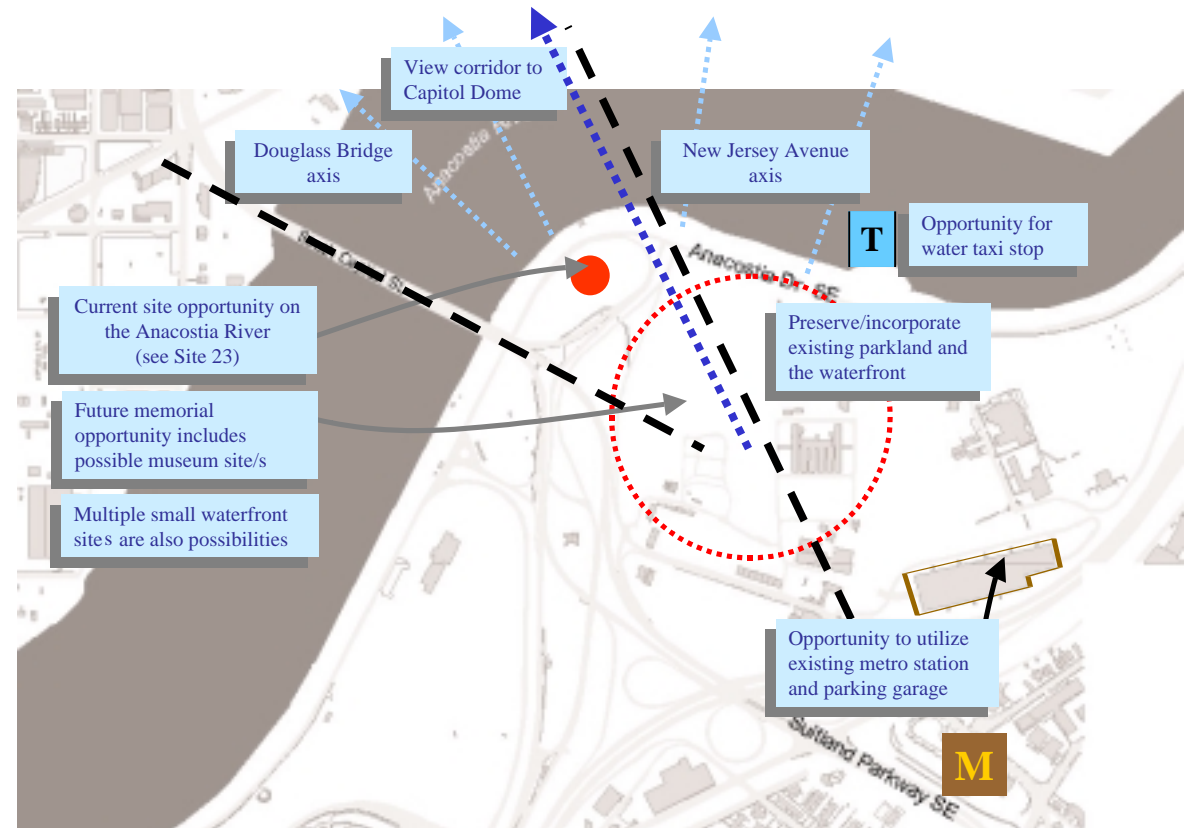 View corridor to
Capitol Dome
Douglass Bridge
axis
New Jersey Avenue
axis
T
Opportunity for
water taxi stop
Anacostia
Anacostia Dr SE
Current site opportunity on
the Anacostia River
(see Site 23)
Preserve/incorporate
existing parkland and
the waterfront
Future memorial
opportunity includes
possible museum site/s
Multiple small waterfront
sites are also possibilities
Opportunity to utilize
existing metro station
and parking garage
Suitland Parkway SE
M